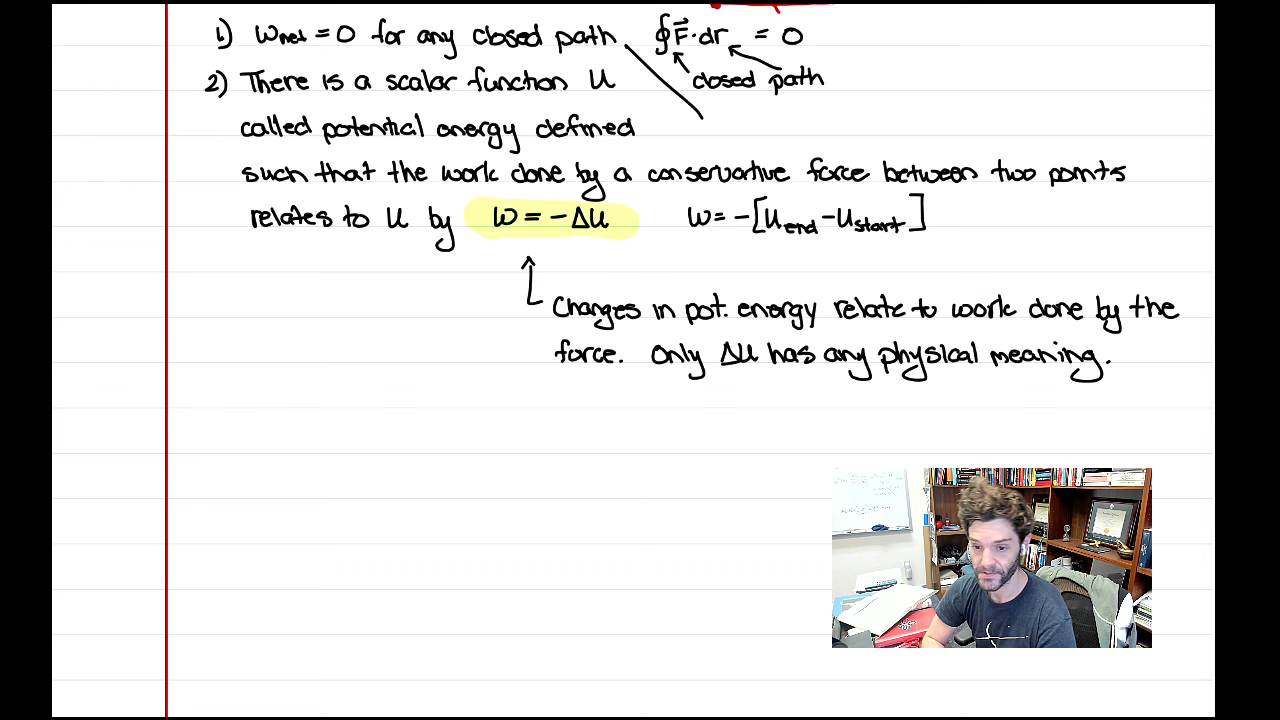 1.) Wnet = 0 for any closed path ∮F⃗·dr = 0
2.) There is a scalar function U closed path
called potential energy defined
such that the work done by a conservative force between two points
relates to U by W = -ΔU W = -[Uend - Ustart]
Changes in pot. energy relate to work done by the
force. Only ΔU has any physical meaning.